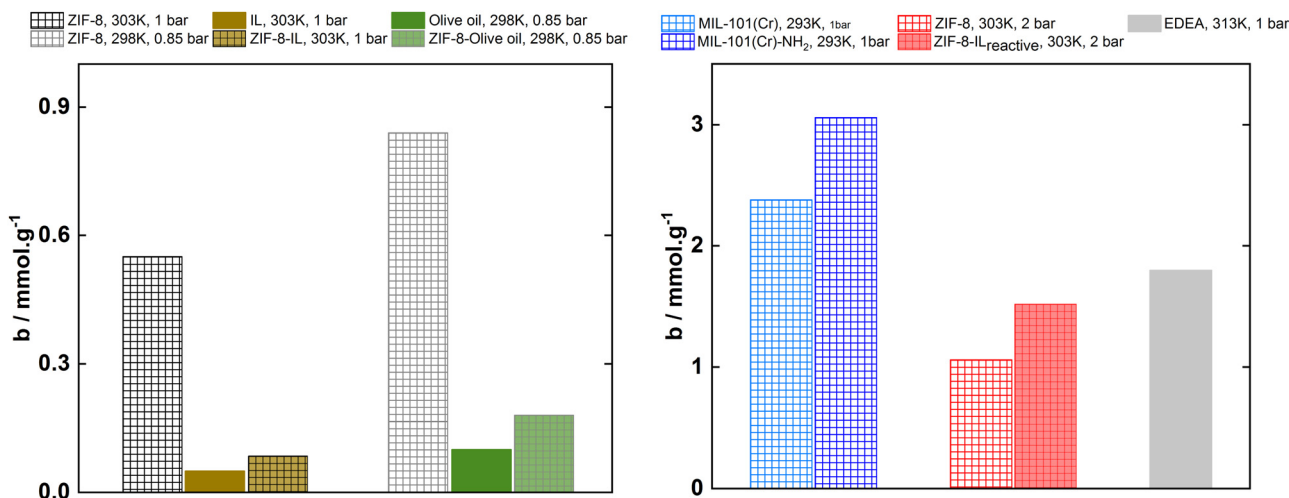 ZIF-8, 303K, 1 bar
IL, 303K, 1 bar
Olive oil, 298K, 0.85 bar
ZIF-8, 298K, 0.85 bar
ZIF-8-IL, 303K, 1 bar
ZIF-8-Olive oil, 298K, 0.85 bar
b / mmol.g⁻¹
0.9
0.6
0.3
0.0
MIL-101(Cr), 293K, 1bar
ZIF-8, 303K, 2 bar
EDEA, 313K, 1 bar
MIL-101(Cr)-NH₂, 293K, 1bar
ZIF-8-ILreactive, 303K, 2 bar
b / mmol.g⁻¹
3
2
1
0